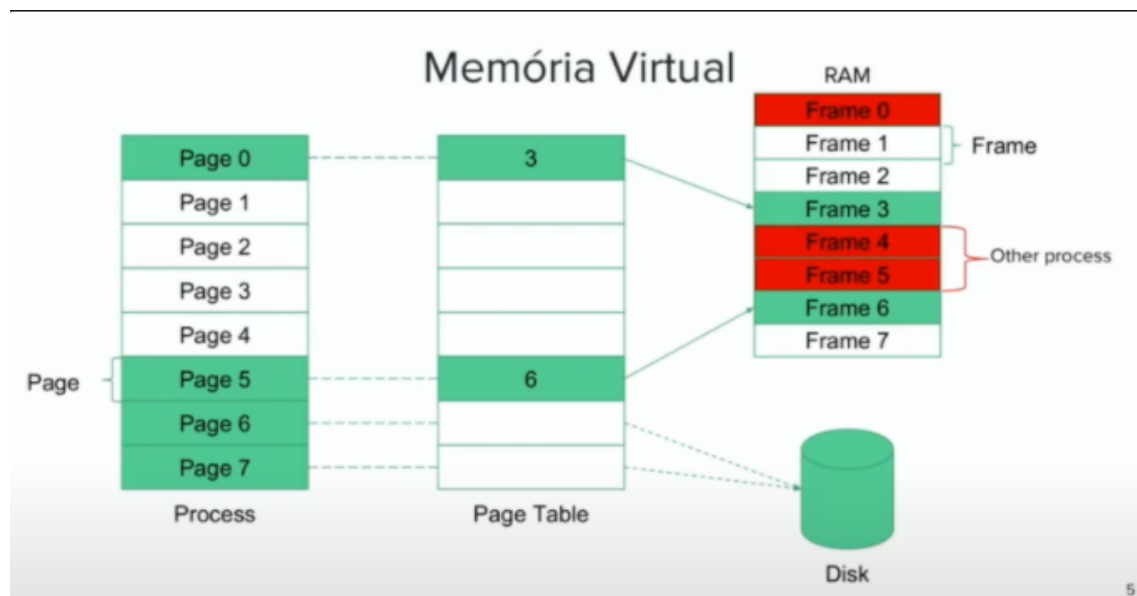 Memória Virtual
Page 0
Page 1
Page 2
Page 3
Page 4
Page 5
Page 6
Page 7
Page
Process
3
6
Page Table
RAM
Frame 0
Frame 1
Frame 2
Frame 3
Frame 4
Frame 5
Frame 6
Frame 7
Frame
Other process
Disk
5